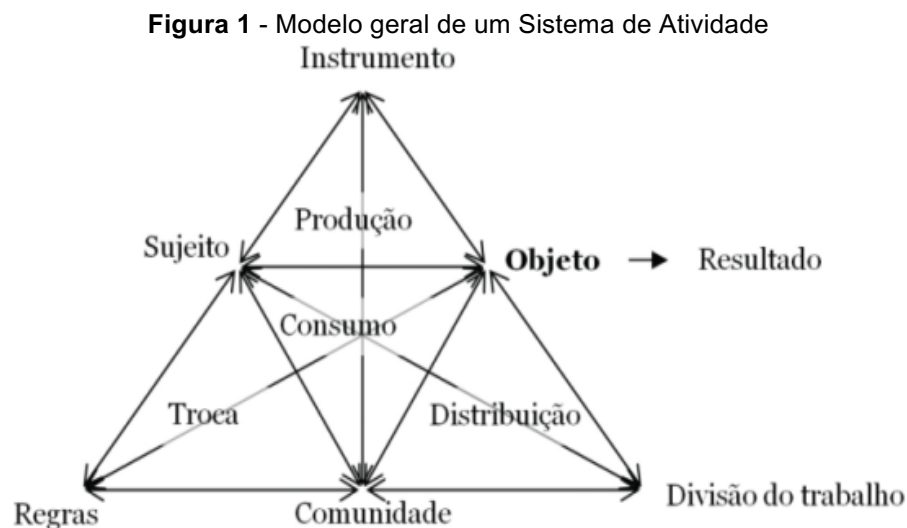 Figura 1 - Modelo geral de um Sistema de Atividade
Instrumento
Produção
Sujeito
Objeto
Resultado
Consumo
Troca
Distribuição
Regras
Comunidade
Divisão do trabalho